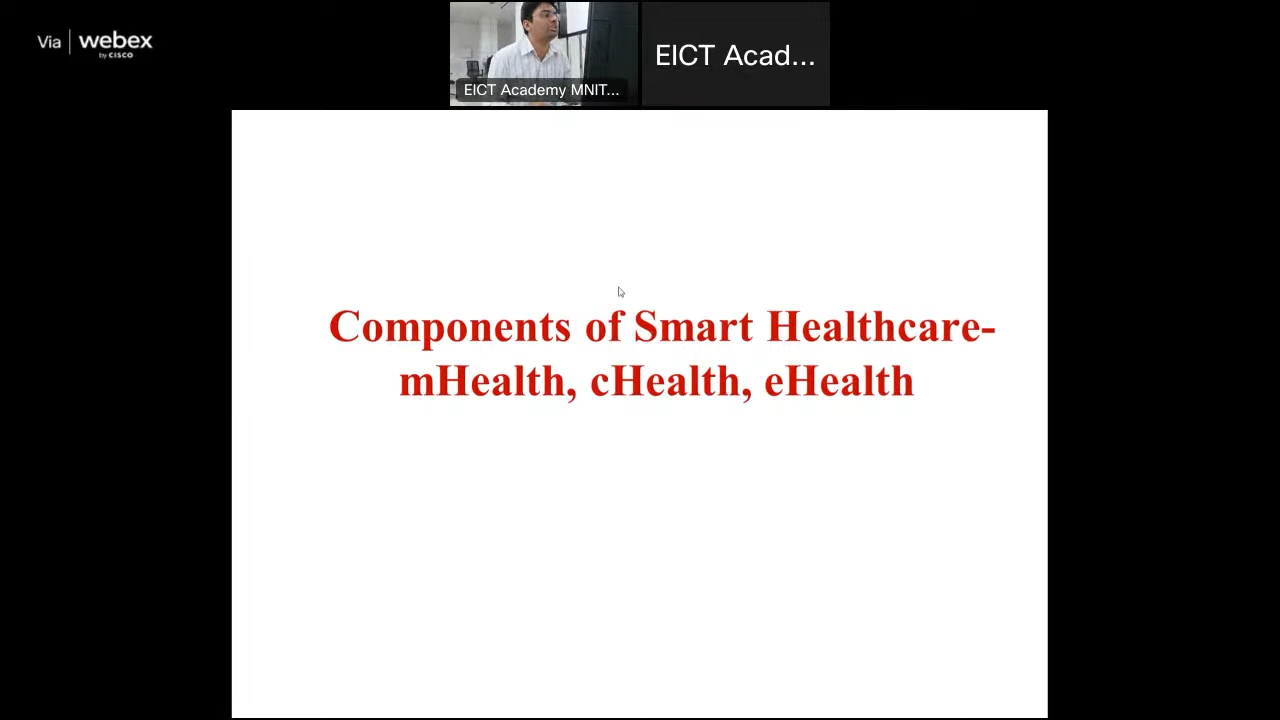 Via webex
by CISCO
EICT Academy MNIT...
EICT Acad...
Components of Smart Healthcare-
mHealth, cHealth, eHealth